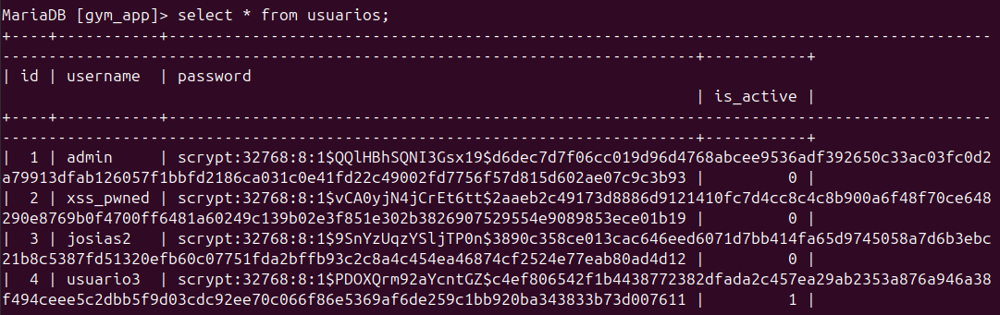 MariaDB [gym_app]> select * from usuarios;
+----+-----------+----------------------------------------------------------------------------------------
---------------------------------------------------------------------------+-----------+
| id | username  | password
                                                                           | is_active |
+----+-----------+----------------------------------------------------------------------------------------
---------------------------------------------------------------------------+-----------+
|  1 | admin     | scrypt:32768:8:1$QQlHBhSQNI3Gsx19$d6dec7d7f06cc019d96d4768abcee9536adf392650c33ac03fc0d2
a79913dfab126057f1bbfd2186ca031c0e41fd22c49002fd7756f57d815d602ae07c9c3b93 |         0 |
|  2 | xss_pwned | scrypt:32768:8:1$vCA0yjN4jCrEt6tt$2aaeb2c49173d8886d9121410fc7d4cc8c4c8b900a6f48f70ce648
290e8769b0f4700ff6481a60249c139b02e3f851e302b3826907529554e9089853ece01b19 |         0 |
|  3 | josias2   | scrypt:32768:8:1$9SnYzUqzYSljTP0n$3890c358ce013cac646eed6071d7bb414fa65d9745058a7d6b3ebc
21b8c5387fd51320efb60c07751fda2bffb93c2c8a4c454ea46874cf2524e77eab80ad4d12 |         0 |
|  4 | usuario3  | scrypt:32768:8:1$PDOXQrm92aYcntGZ$c4ef806542f1b4438772382dfada2c457ea29ab2353a876a946a38
f494ceee5c2dbb5f9d03cdc92ee70c066f86e5369af6de259c1bb920ba343833b73d007611 |         1 |